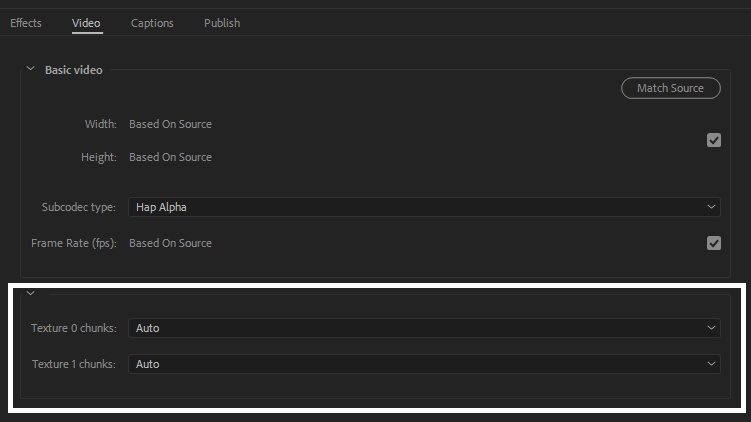 Effects Video Captions Publish
Basic video
Match Source
Width: Based On Source
Height: Based On Source
Subcodec type: Hap Alpha
Frame Rate (fps): Based On Source
Texture 0 chunks: Auto
Texture 1 chunks: Auto